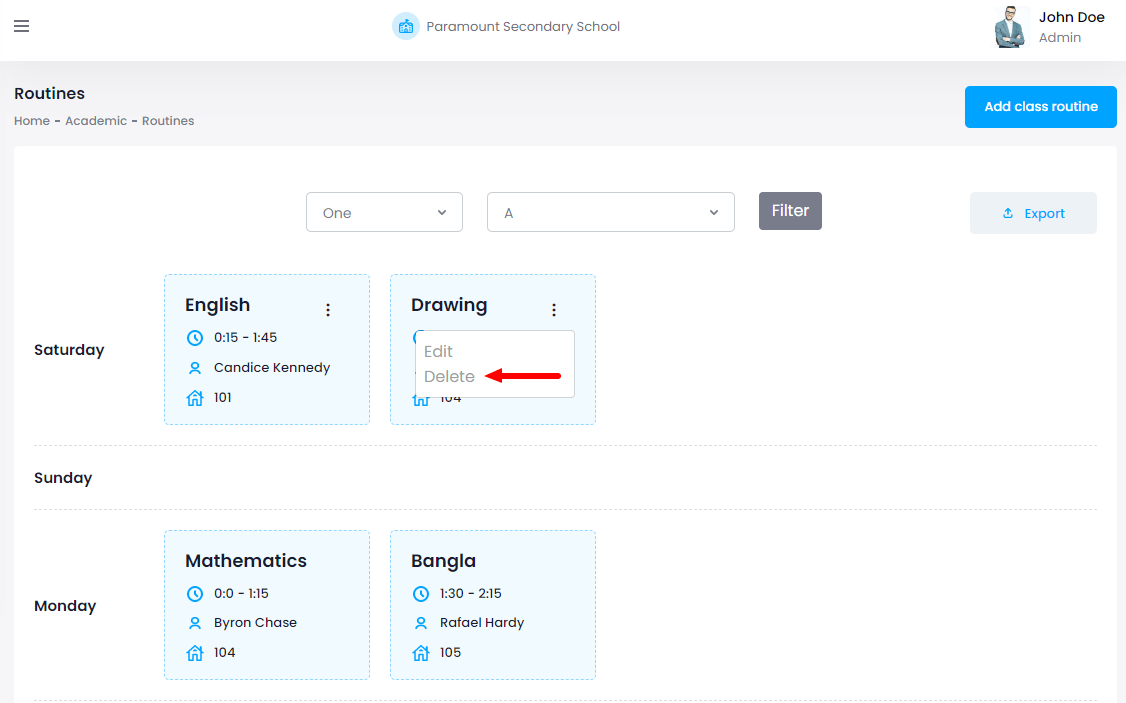 Paramount Secondary School
John Doe
Admin
Routines
Home - Academic - Routines
Add class routine
One
A
Filter
Export
Saturday
English
0:15 - 1:45
Candice Kennedy
101
Drawing
Edit
Delete
104
Sunday
Monday
Mathematics
0:0 - 1:15
Byron Chase
104
Bangla
1:30 - 2:15
Rafael Hardy
105